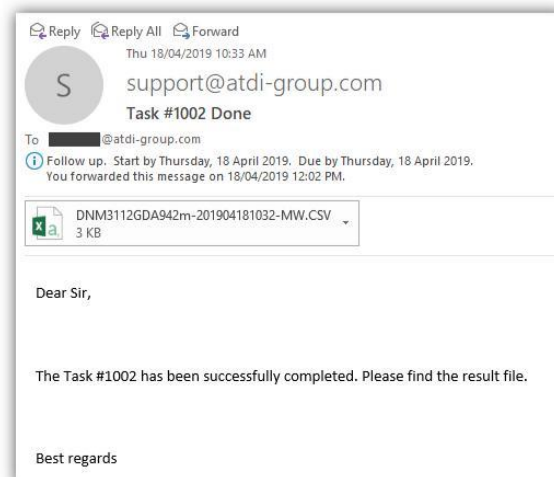 Reply Reply All Forward
Thu 18/04/2019 10:33 AM
S
support@atdi-group.com
Task #1002 Done
To @atdi-group.com
Follow up. Start by Thursday, 18 April 2019. Due by Thursday, 18 April 2019.
You forwarded this message on 18/04/2019 12:02 PM.
DNM3112GDA942m-201904181032-MW.CSV
3 KB
Dear Sir,
The Task #1002 has been successfully completed. Please find the result file.
Best regards